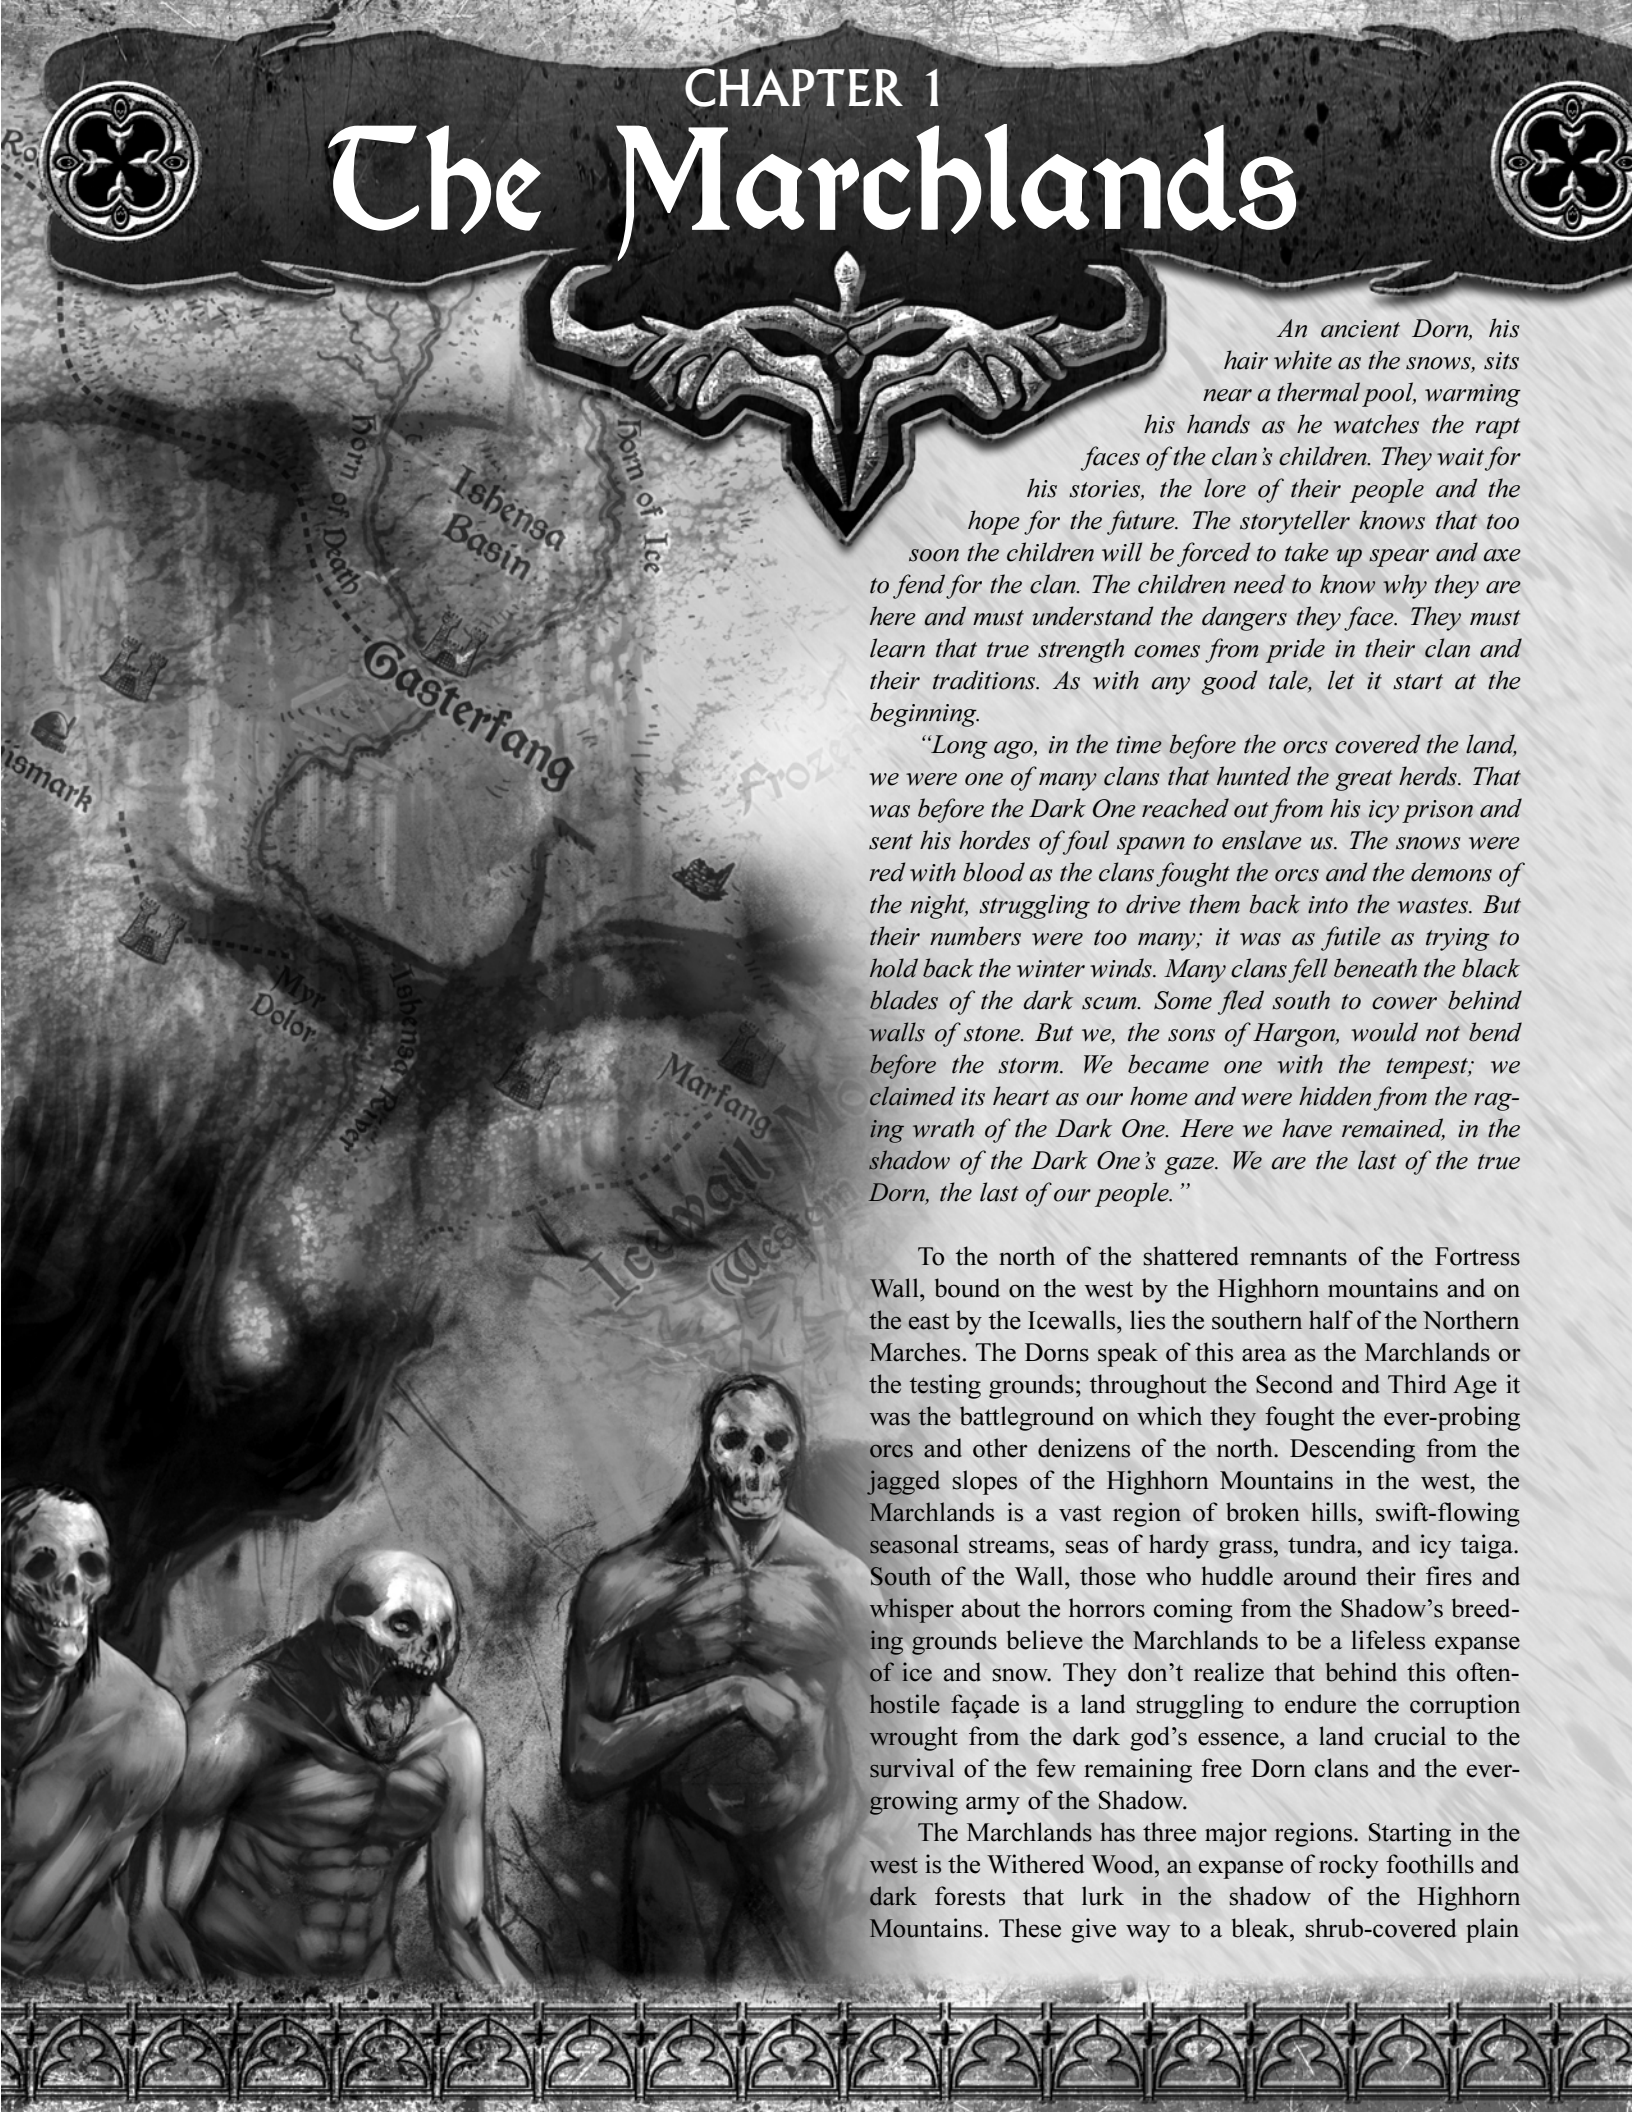 CHAPTER 1
The Marchlands
Ro
Horn of Death
Ishensa
Basin
Horn of Ice
Gasterfang
Frozen
ismark
Myr
Dolor
Ishensa River
Marfang
Icewall Mo
(Western
An ancient Dorn, his
hair white as the snows, sits
near a thermal pool, warming
his hands as he watches the rapt
faces of the clan’s children. They wait for
his stories, the lore of their people and the
hope for the future. The storyteller knows that too
soon the children will be forced to take up spear and axe
to fend for the clan. The children need to know why they are
here and must understand the dangers they face. They must
learn that true strength comes from pride in their clan and
their traditions. As with any good tale, let it start at the
beginning.
“Long ago, in the time before the orcs covered the land,
we were one of many clans that hunted the great herds. That
was before the Dark One reached out from his icy prison and
sent his hordes of foul spawn to enslave us. The snows were
red with blood as the clans fought the orcs and the demons of
the night, struggling to drive them back into the wastes. But
their numbers were too many; it was as futile as trying to
hold back the winter winds. Many clans fell beneath the black
blades of the dark scum. Some fled south to cower behind
walls of stone. But we, the sons of Hargon, would not bend
before the storm. We became one with the tempest; we
claimed its heart as our home and were hidden from the rag-
ing wrath of the Dark One. Here we have remained, in the
shadow of the Dark One’s gaze. We are the last of the true
Dorn, the last of our people.”
To the north of the shattered remnants of the Fortress
Wall, bound on the west by the Highhorn mountains and on
the east by the Icewalls, lies the southern half of the Northern
Marches. The Dorns speak of this area as the Marchlands or
the testing grounds; throughout the Second and Third Age it
was the battleground on which they fought the ever-probing
orcs and other denizens of the north. Descending from the
jagged slopes of the Highhorn Mountains in the west, the
Marchlands is a vast region of broken hills, swift-flowing
seasonal streams, seas of hardy grass, tundra, and icy taiga.
South of the Wall, those who huddle around their fires and
whisper about the horrors coming from the Shadow’s breed-
ing grounds believe the Marchlands to be a lifeless expanse
of ice and snow. They don’t realize that behind this often-
hostile façade is a land struggling to endure the corruption
wrought from the dark god’s essence, a land crucial to the
survival of the few remaining free Dorn clans and the ever-
growing army of the Shadow.
The Marchlands has three major regions. Starting in the
west is the Withered Wood, an expanse of rocky foothills and
dark forests that lurk in the shadow of the Highhorn
Mountains. These give way to a bleak, shrub-covered plain